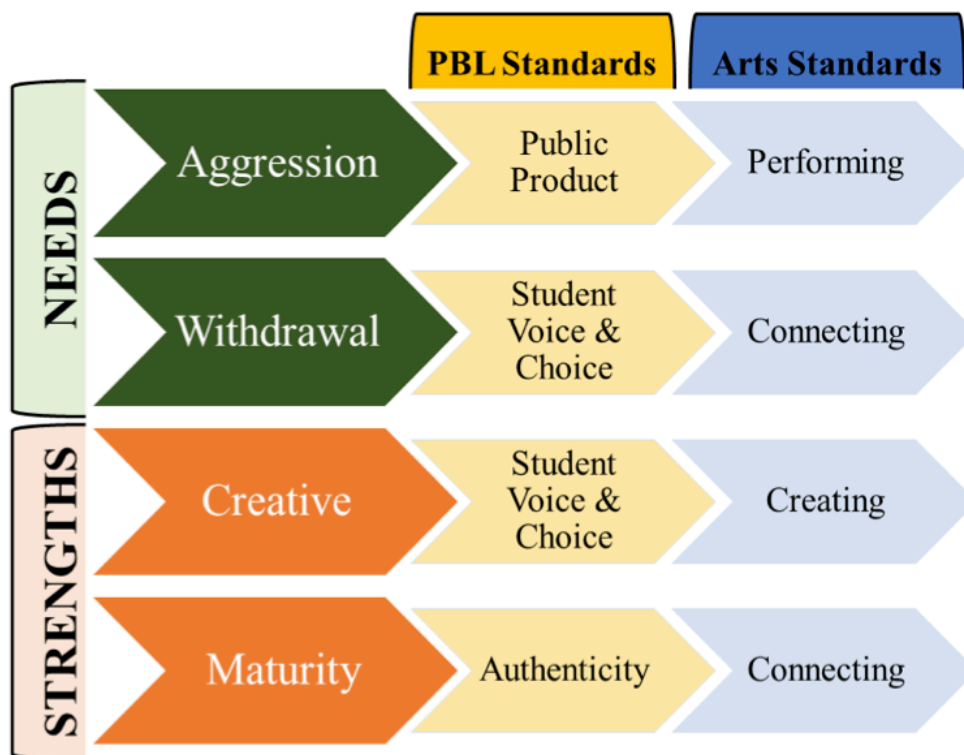 PBL Standards
Arts Standards
NEEDS
Aggression
Public
Product
Performing
Withdrawal
Student
Voice &
Choice
Connecting
STRENGTHS
Creative
Student
Voice &
Choice
Creating
Maturity
Authenticity
Connecting